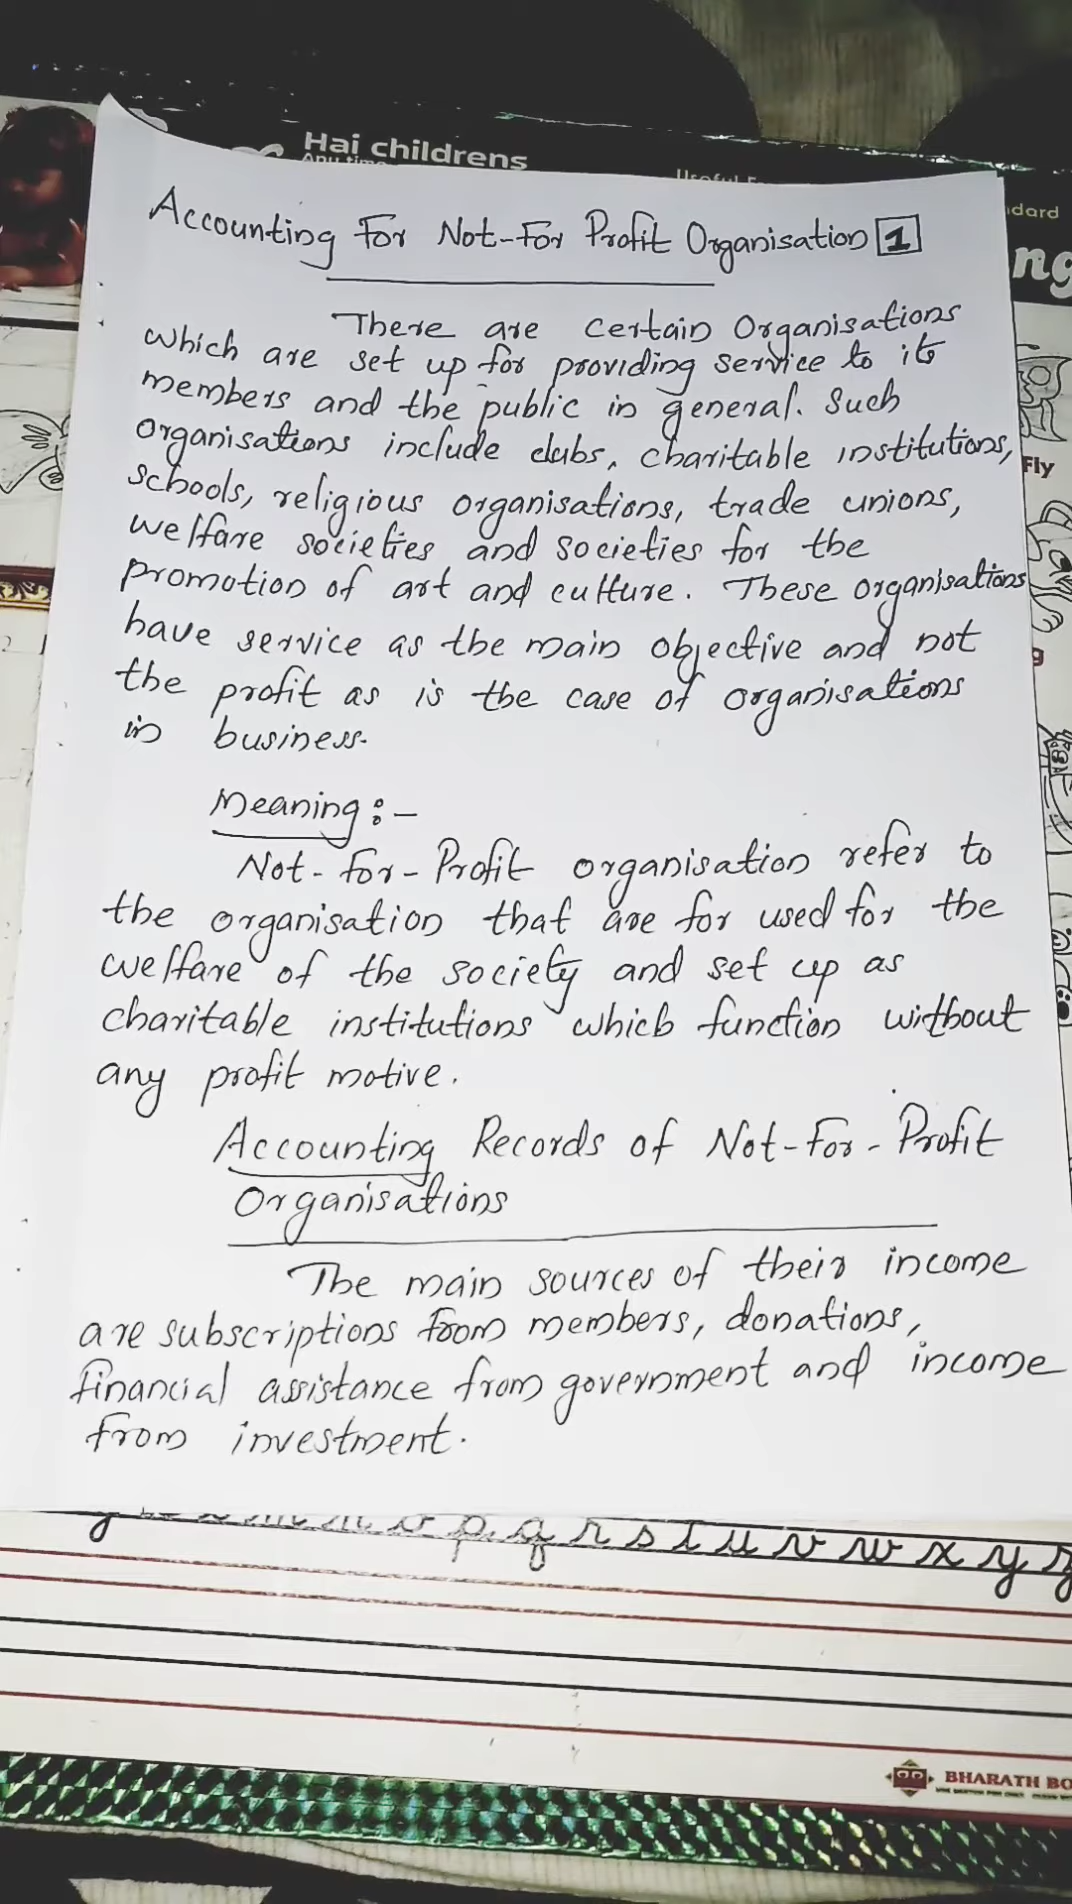 Hai childrens
Any time
dard
ng
Accounting For Not-For Profit Organisation 1
There are certain Organisations
which are set up for providing service to its
members and the public in general. Such
organisations include clubs, charitable institutions,
Fly
schools, religious organisations, trade unions,
welfare societies and societies for the
promotion of art and culture. These organisations
have service as the main objective and not
g
the profit as is the case of organisations
in business.
Meaning :-
Not-for-Profit organisation refer to
the organisation that are for used for the
welfare of the society and set up as
charitable institutions which function without
any profit motive.
Accounting Records of Not-For-Profit
Organisations
The main sources of their income
are subscriptions from members, donations,
financial assistance from government and income
from investment.
p q r s t u v w x y z
BHARATH BO